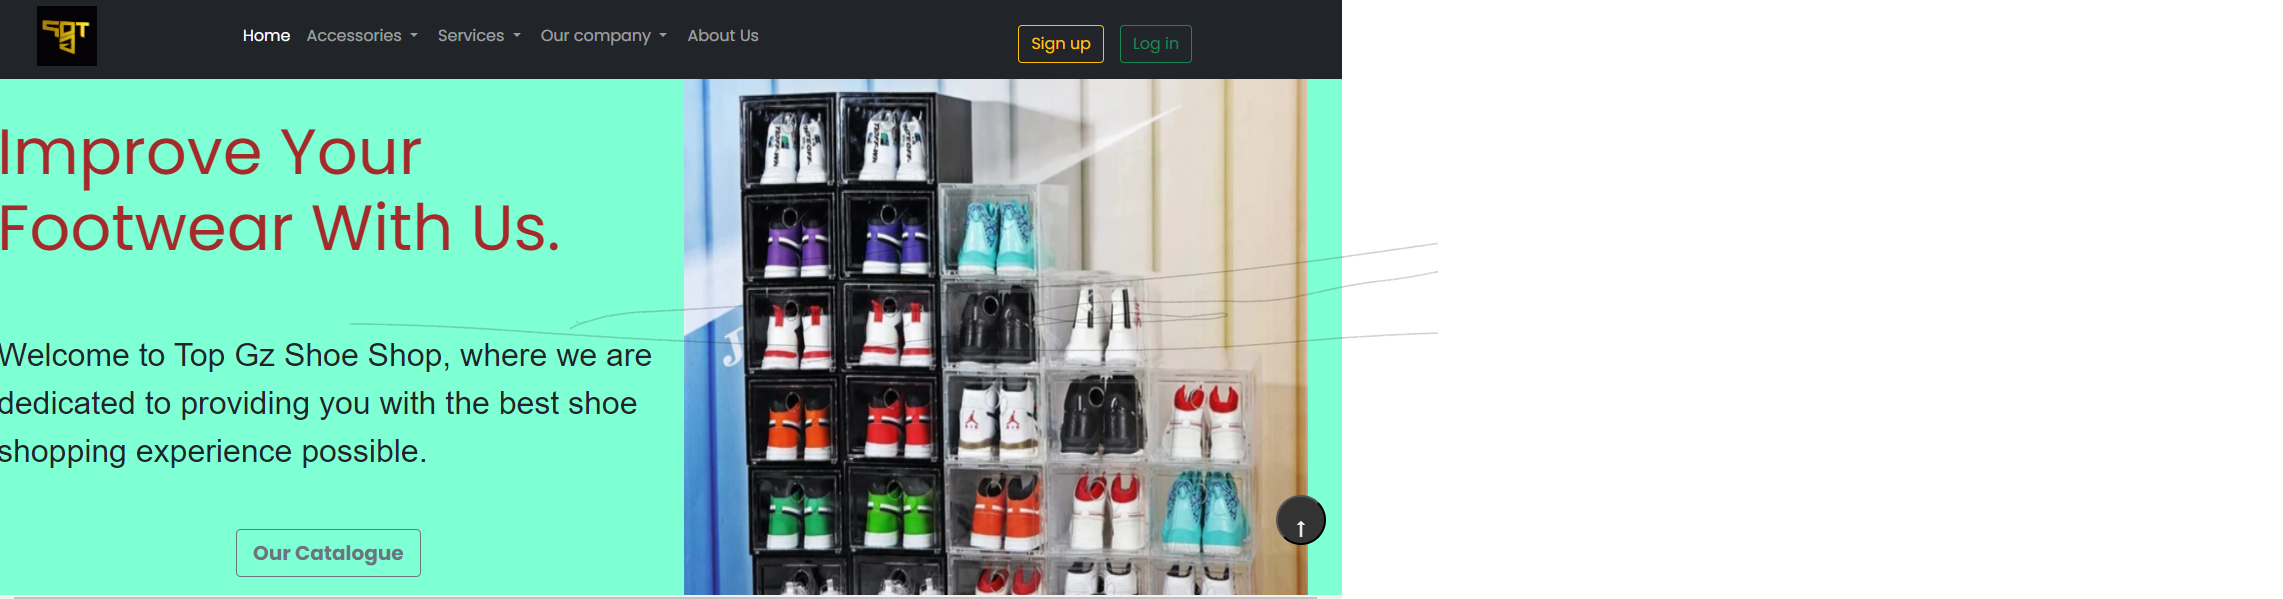 Home Accessories Services Our company About Us
Sign up Log in
Improve Your
Footwear With Us.
Welcome to Top Gz Shoe Shop, where we are
dedicated to providing you with the best shoe
shopping experience possible.
Our Catalogue